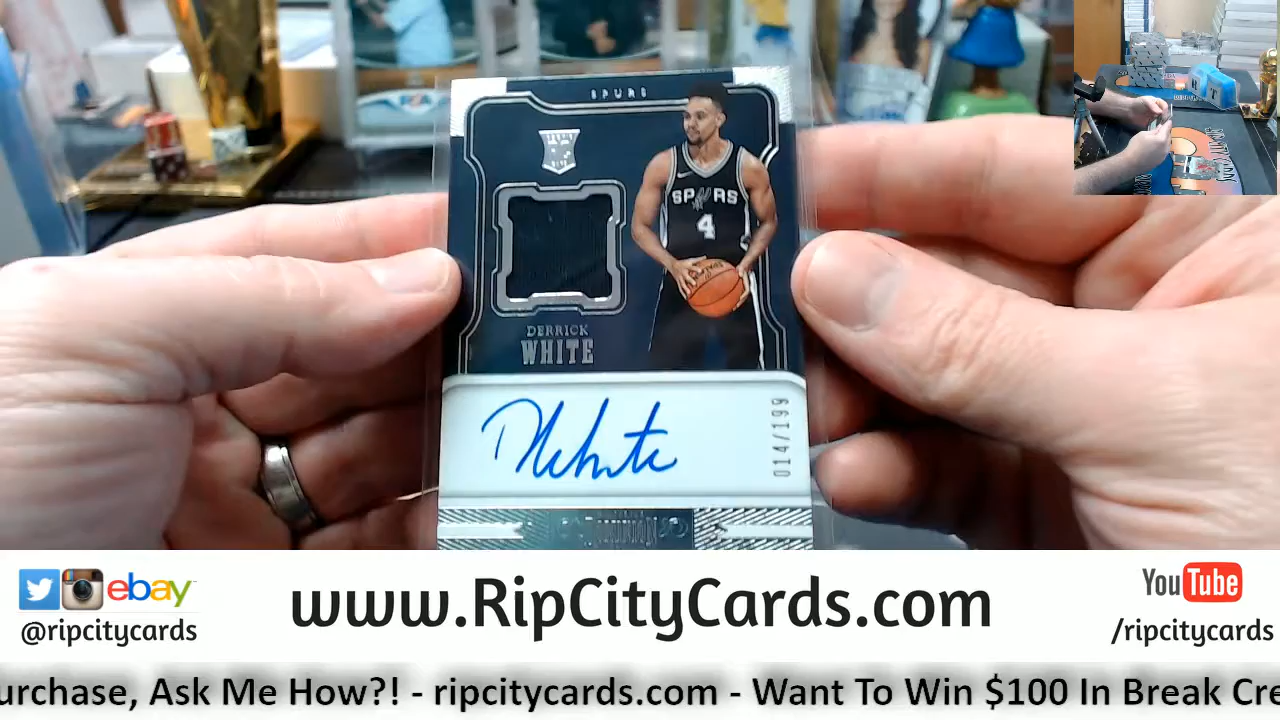 SPURS
SPURS
4
DERRICK
WHITE
DWhite
014/199
ebay
@ripcitycards
www.RipCityCards.com
YouTube
/ripcitycards
urchase, Ask Me How?! - ripcitycards.com - Want To Win $100 In Break Cre